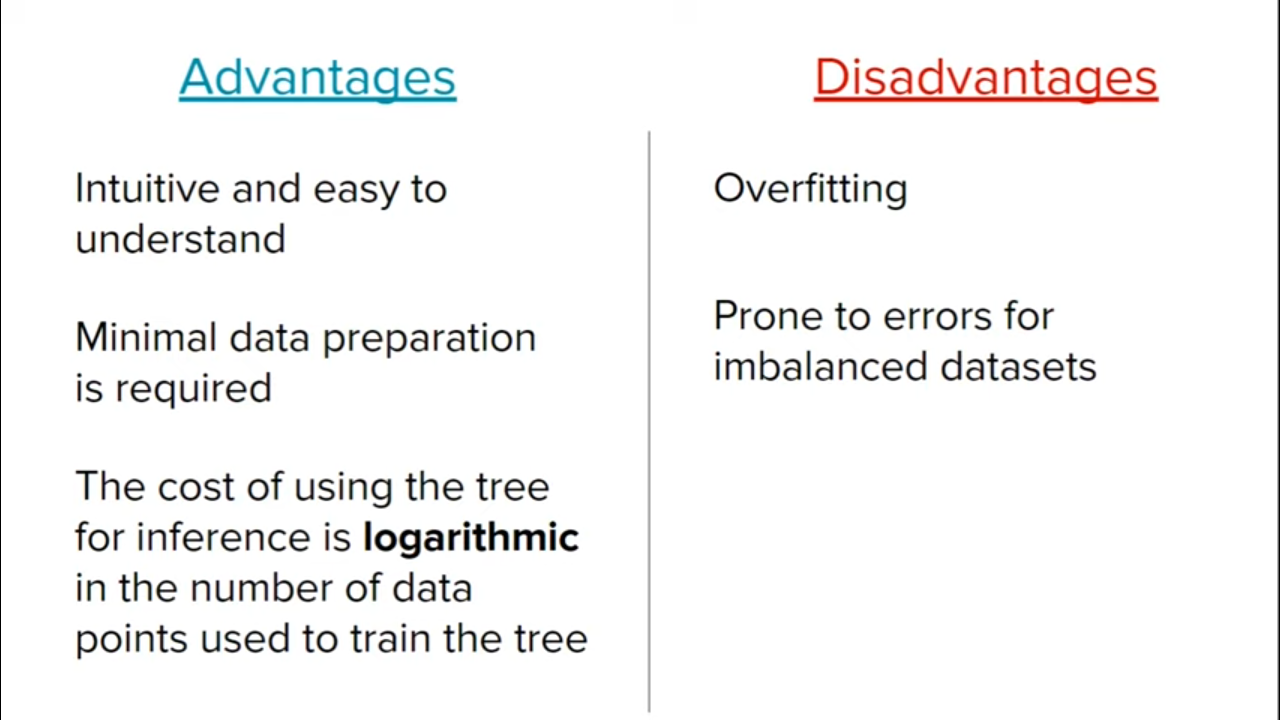 Advantages
Intuitive and easy to
understand
Minimal data preparation
is required
The cost of using the tree
for inference is logarithmic
in the number of data
points used to train the tree
Disadvantages
Overfitting
Prone to errors for
imbalanced datasets